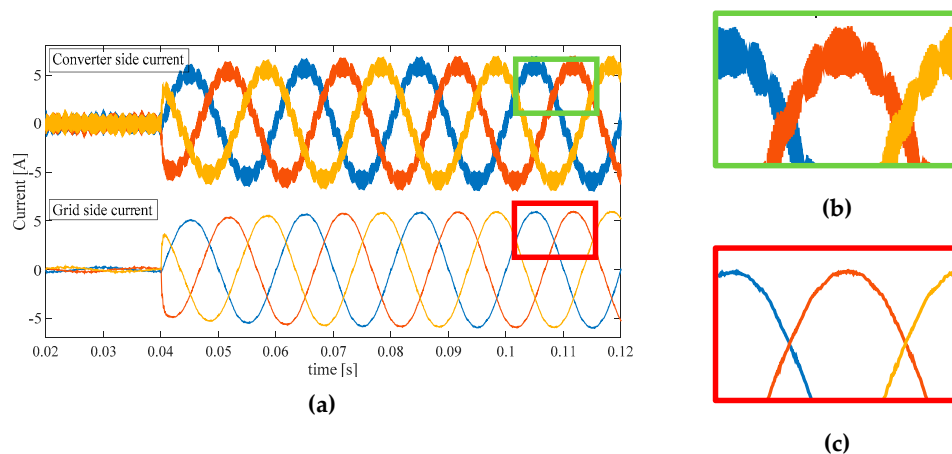 Converter side current
5
0
-5
Grid side current
5
0
-5
Current [A]
0.02 0.03 0.04 0.05 0.06 0.07 0.08 0.09 0.1 0.11 0.12
time [s]
(a)
(b)
(c)